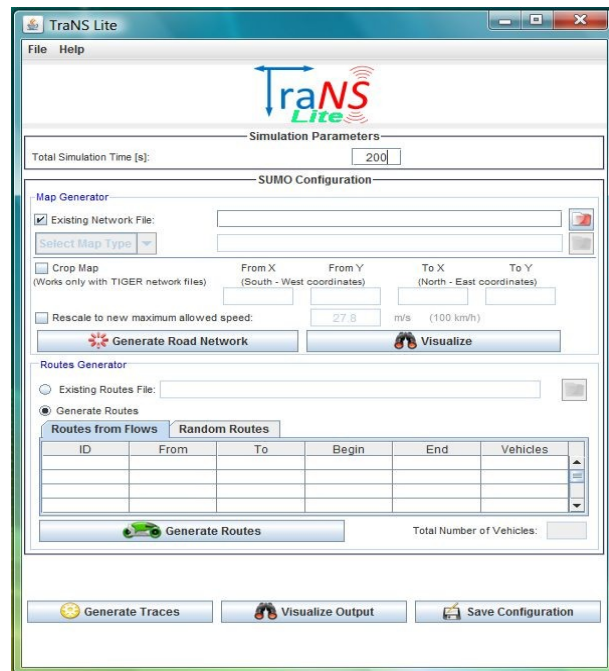 TraNS Lite
File Help
TraNS
Lite
Simulation Parameters
Total Simulation Time [s]: 200
SUMO Configuration
Map Generator
Existing Network File:
Select Map Type
Crop Map From X From Y To X To Y
(Works only with TIGER network files) (South - West coordinates) (North - East coordinates)
Rescale to new maximum allowed speed: 27.8 m/s (100 km/h)
Generate Road Network Visualize
Routes Generator
Existing Routes File:
Generate Routes
Routes from Flows Random Routes
ID From To Begin End Vehicles
Generate Routes Total Number of Vehicles:
Generate Traces Visualize Output Save Configuration